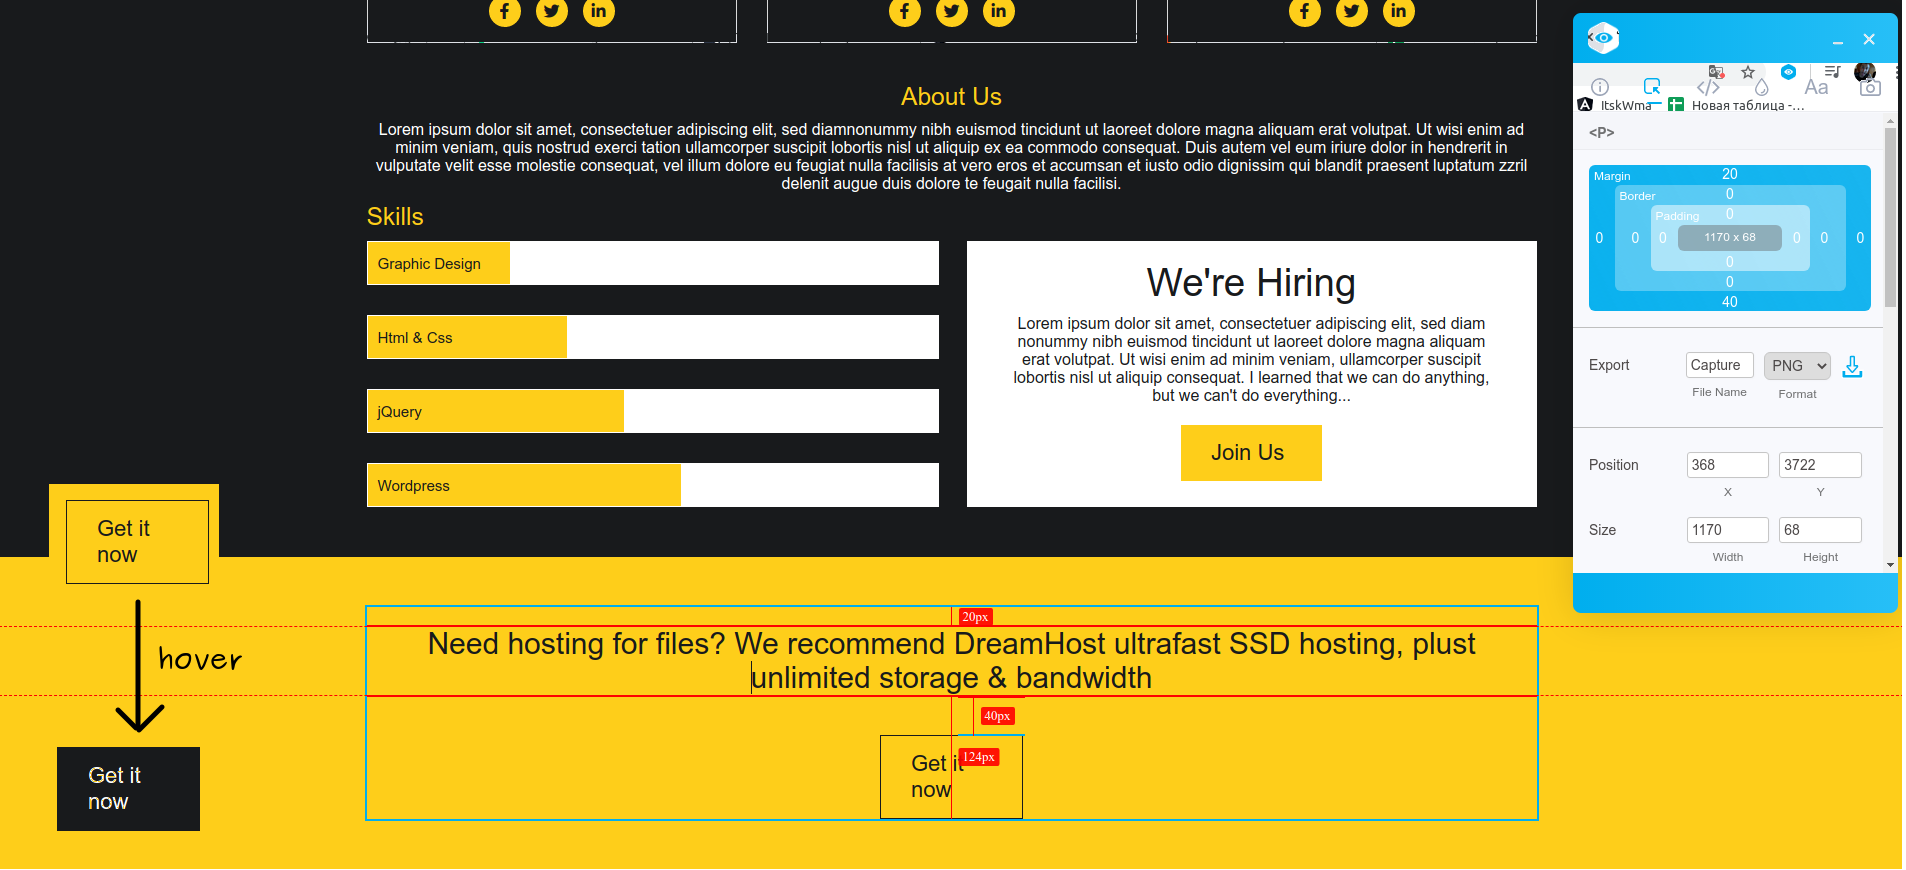 About Us
Lorem ipsum dolor sit amet, consectetuer adipiscing elit, sed diamnonummy nibh euismod tincidunt ut laoreet dolore magna aliquam erat volutpat. Ut wisi enim ad
minim veniam, quis nostrud exerci tation ullamcorper suscipit lobortis nisl ut aliquip ex ea commodo consequat. Duis autem vel eum iriure dolor in hendrerit in
vulputate velit esse molestie consequat, vel illum dolore eu feugiat nulla facilisis at vero eros et accumsan et iusto odio dignissim qui blandit praesent luptatum zzril
delenit augue duis dolore te feugait nulla facilisi.
Skills
Graphic Design
Html & Css
jQuery
Wordpress
We're Hiring
Lorem ipsum dolor sit amet, consectetuer adipiscing elit, sed diam
nonummy nibh euismod tincidunt ut laoreet dolore magna aliquam
erat volutpat. Ut wisi enim ad minim veniam, ullamcorper suscipit
lobortis nisl ut aliquip consequat. I learned that we can do anything,
but we can't do everything...
Join Us
Get it
now
hover
Get it
now
20px
Need hosting for files? We recommend DreamHost ultrafast SSD hosting, plust
unlimited storage & bandwidth
40px
124px
Get it
now
Aa
ItskWma
Новая таблица -...
<P>
Margin
20
Border
0
Padding
0
0 0 0 1170 x 68 0 0 0
0
0
40
Export
Capture
PNG
File Name
Format
Position
368
3722
X
Y
Size
1170
68
Width
Height